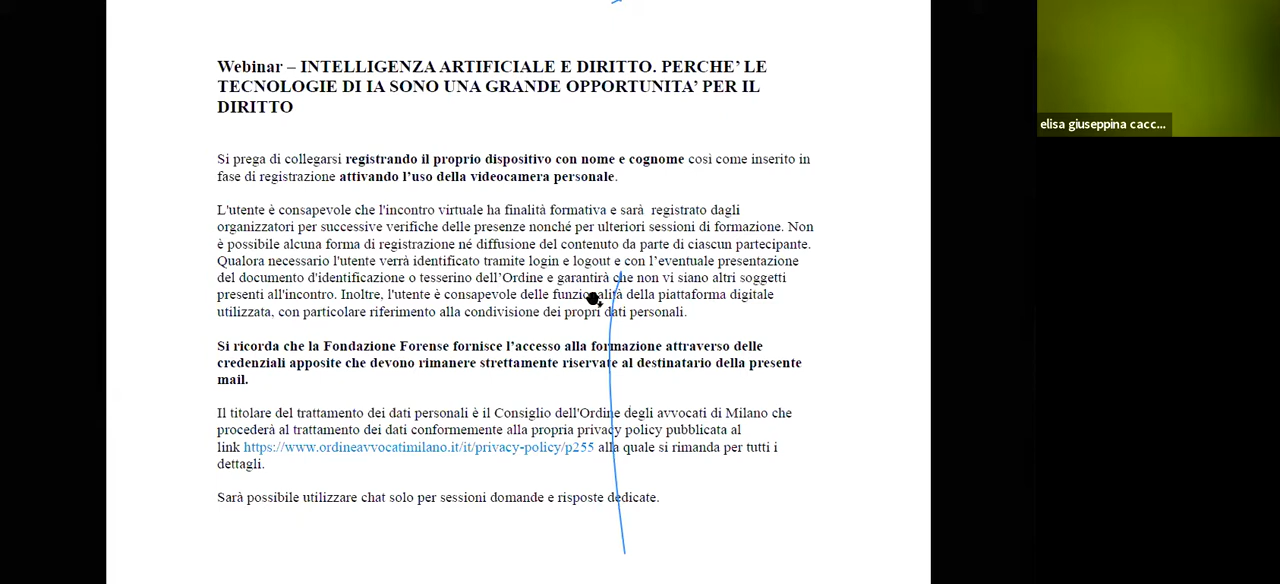 Webinar – INTELLIGENZA ARTIFICIALE E DIRITTO. PERCHE’ LE
TECNOLOGIE DI IA SONO UNA GRANDE OPPORTUNITA’ PER IL
DIRITTO
Si prega di collegarsi registrando il proprio dispositivo con nome e cognome così come inserito in
fase di registrazione attivando l’uso della videocamera personale.
L'utente è consapevole che l'incontro virtuale ha finalità formativa e sarà registrato dagli
organizzatori per successive verifiche delle presenze nonché per ulteriori sessioni di formazione. Non
è possibile alcuna forma di registrazione né diffusione del contenuto da parte di ciascun partecipante.
Qualora necessario l'utente verrà identificato tramite login e logout e con l’eventuale presentazione
del documento d'identificazione o tesserino dell’Ordine e garantirà che non vi siano altri soggetti
presenti all'incontro. Inoltre, l'utente è consapevole delle funzionalità della piattaforma digitale
utilizzata, con particolare riferimento alla condivisione dei propri dati personali.
Si ricorda che la Fondazione Forense fornisce l’accesso alla formazione attraverso delle
credenziali apposite che devono rimanere strettamente riservate al destinatario della presente
mail.
Il titolare del trattamento dei dati personali è il Consiglio dell'Ordine degli avvocati di Milano che
procederà al trattamento dei dati conformemente alla propria privacy policy pubblicata al
link https://www.ordineavvocatimilano.it/it/privacy-policy/p255 alla quale si rimanda per tutti i
dettagli.
Sarà possibile utilizzare chat solo per sessioni domande e risposte dedicate.
elisa giuseppina cacc...